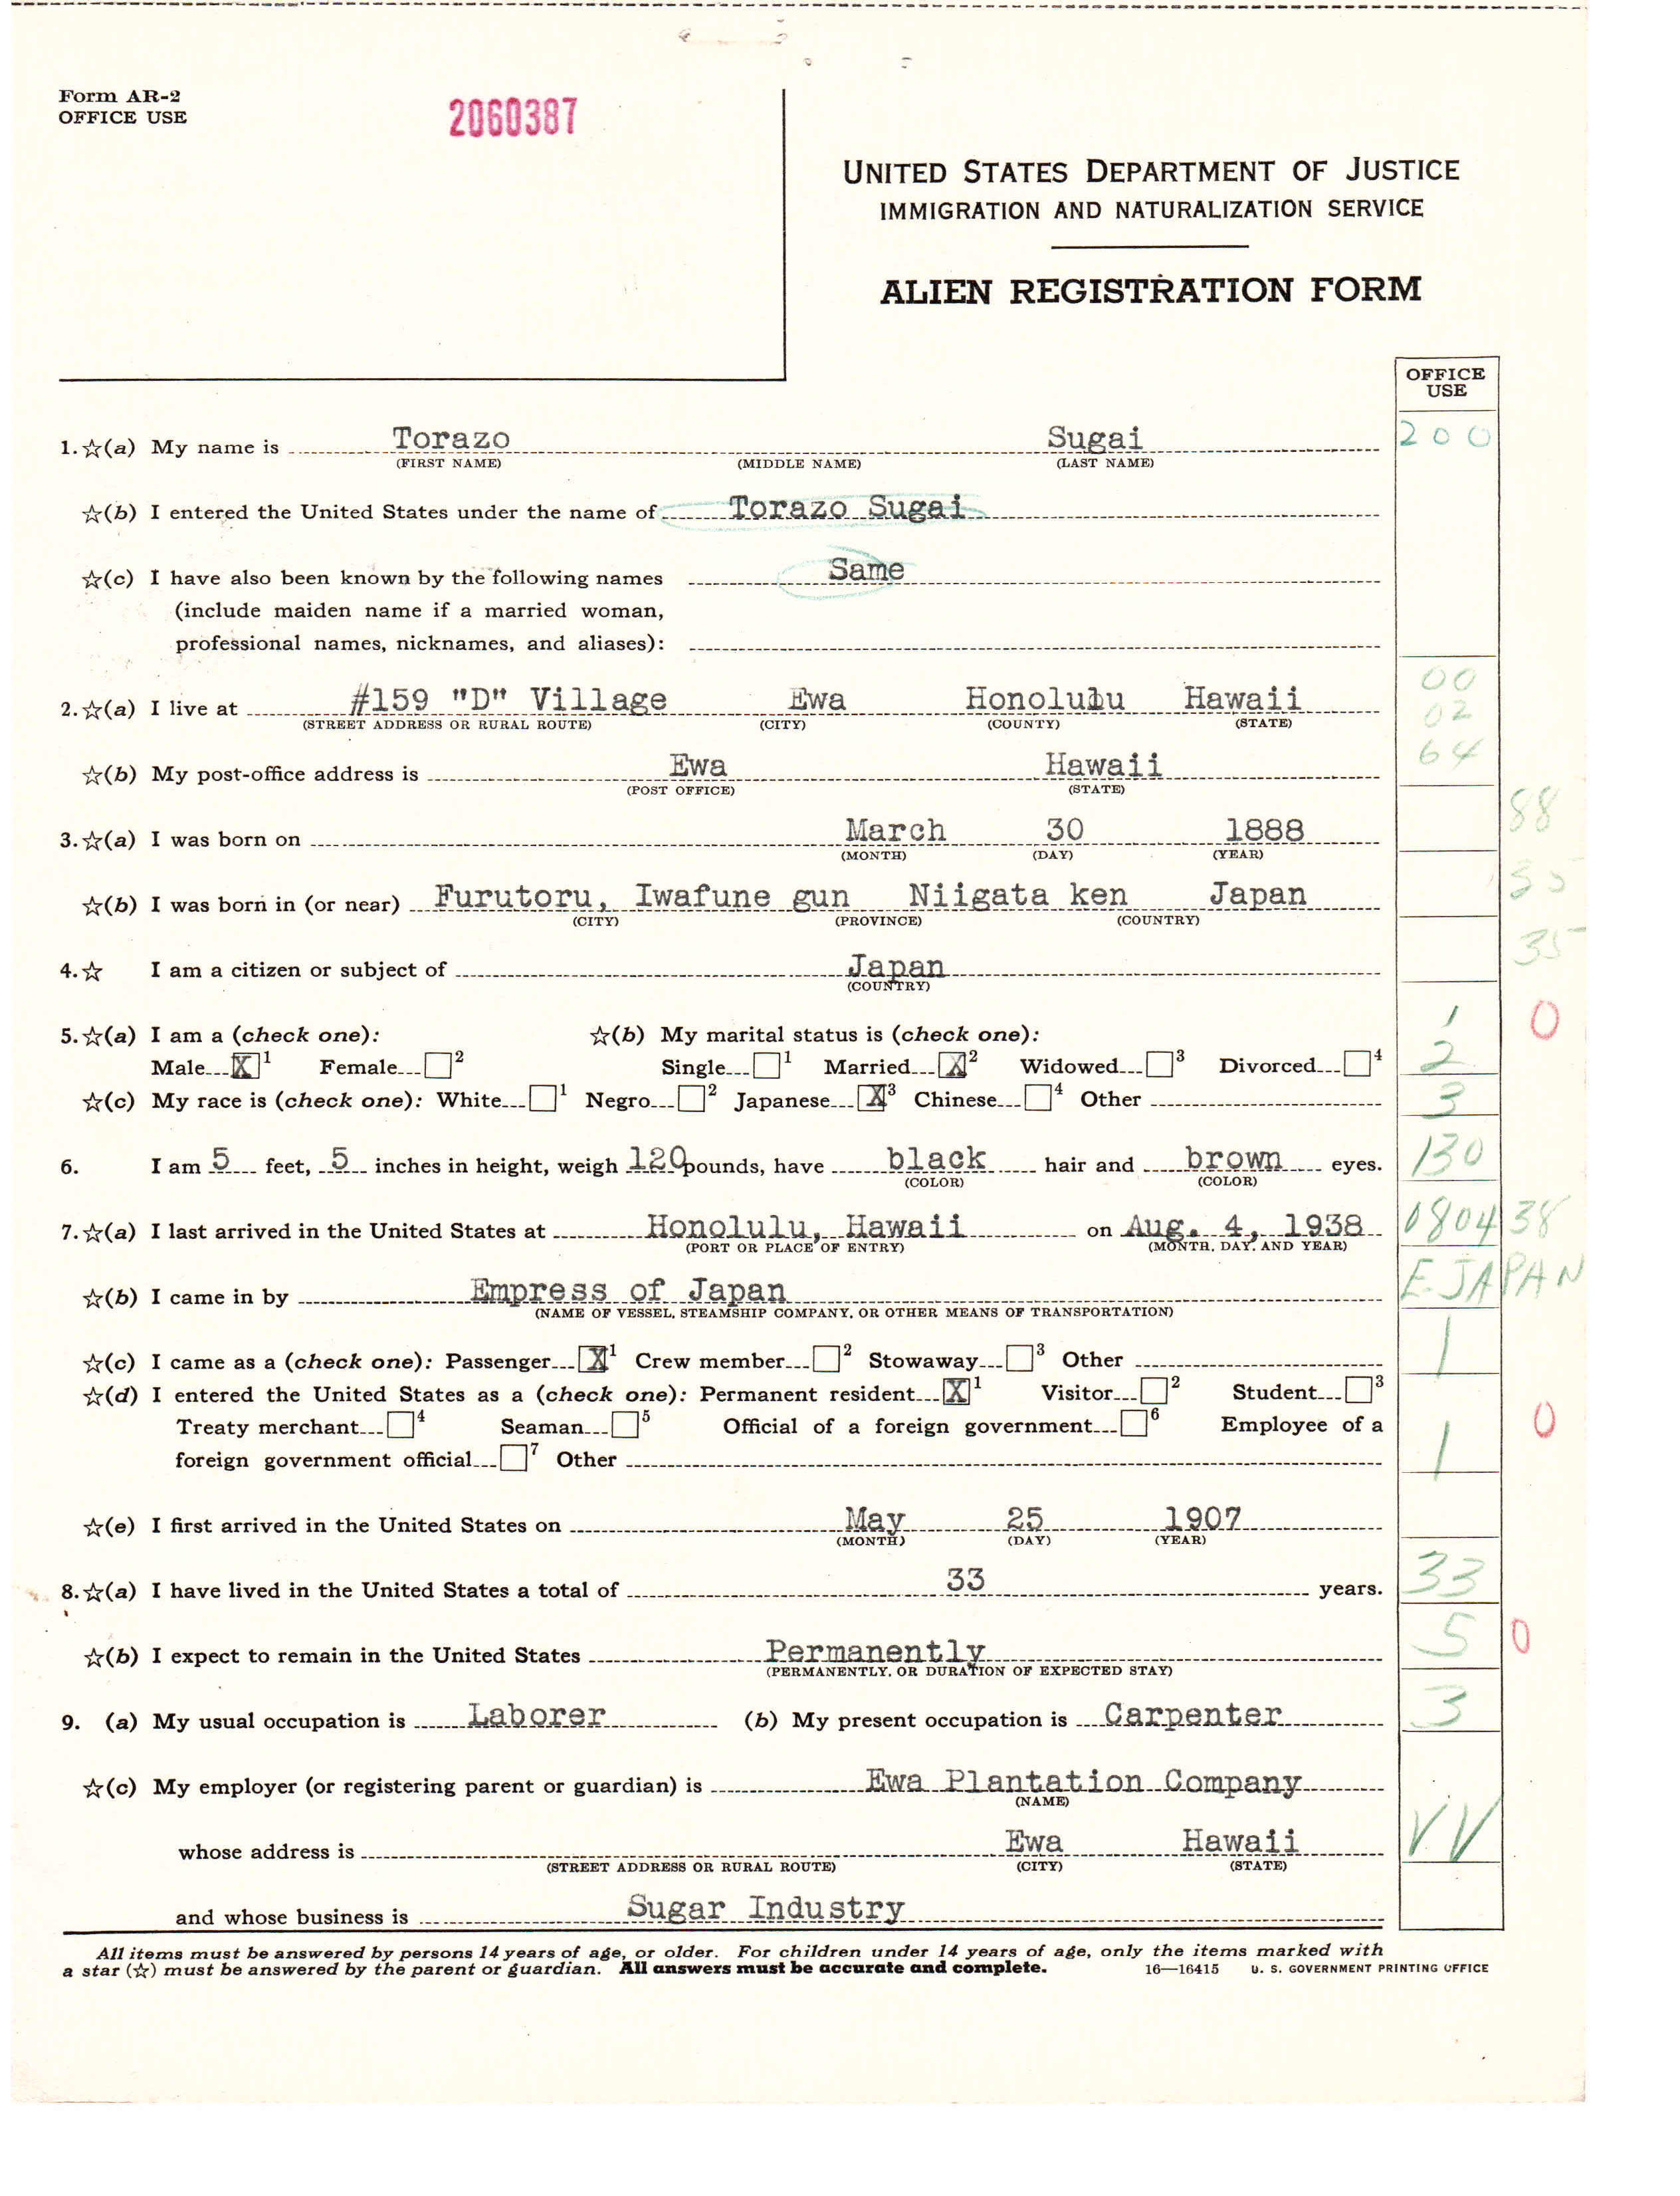 Form AR-2
OFFICE USE
2060387
UNITED STATES DEPARTMENT OF JUSTICE
IMMIGRATION AND NATURALIZATION SERVICE
ALIEN REGISTRATION FORM
OFFICE
USE
1. ☆(a) My name is Torazo Sugai 200
(FIRST NAME) (MIDDLE NAME) (LAST NAME)
☆(b) I entered the United States under the name of Torazo Sugai
☆(c) I have also been known by the following names Same
(include maiden name if a married woman,
professional names, nicknames, and aliases):
00
2. ☆(a) I live at #159 "D" Village Ewa Honolulu Hawaii 02
(STREET ADDRESS OR RURAL ROUTE) (CITY) (COUNTY) (STATE)
☆(b) My post-office address is Ewa Hawaii 64
(POST OFFICE) (STATE)
88
3. ☆(a) I was born on March 30 1888
(MONTH) (DAY) (YEAR)
☆(b) I was born in (or near) Furutoru, Iwafune gun Niigata ken Japan
(CITY) (PROVINCE) (COUNTRY)
35
4. ☆ I am a citizen or subject of Japan
(COUNTRY)
5. ☆(a) I am a (check one): ☆(b) My marital status is (check one): 1 0
Male X 1 Female 2 Single 1 Married X 2 Widowed 3 Divorced 4 2
☆(c) My race is (check one): White 1 Negro 2 Japanese X 3 Chinese 4 Other 3
6. I am 5 feet, 5 inches in height, weigh 120 pounds, have black hair and brown eyes. 130
(COLOR) (COLOR)
7. ☆(a) I last arrived in the United States at Honolulu, Hawaii on Aug. 4, 1938 0804 38
(PORT OR PLACE OF ENTRY) (MONTH, DAY, AND YEAR)
☆(b) I came in by Empress of Japan E. JAPAN
(NAME OF VESSEL, STEAMSHIP COMPANY, OR OTHER MEANS OF TRANSPORTATION)
☆(c) I came as a (check one): Passenger X 1 Crew member 2 Stowaway 3 Other 1
☆(d) I entered the United States as a (check one): Permanent resident X 1 Visitor 2 Student 3
Treaty merchant 4 Seaman 5 Official of a foreign government 6 Employee of a 0
foreign government official 7 Other 1
☆(e) I first arrived in the United States on May 25 1907
(MONTH) (DAY) (YEAR)
8. ☆(a) I have lived in the United States a total of 33 years. 33
☆(b) I expect to remain in the United States Permanently 5 0
(PERMANENTLY, OR DURATION OF EXPECTED STAY)
9. (a) My usual occupation is Laborer (b) My present occupation is Carpenter 3
☆(c) My employer (or registering parent or guardian) is Ewa Plantation Company
(NAME)
whose address is Ewa Hawaii VV
(STREET ADDRESS OR RURAL ROUTE) (CITY) (STATE)
and whose business is Sugar Industry
All items must be answered by persons 14 years of age, or older. For children under 14 years of age, only the items marked with
a star (☆) must be answered by the parent or guardian. All answers must be accurate and complete. 16—16415 U. S. GOVERNMENT PRINTING OFFICE